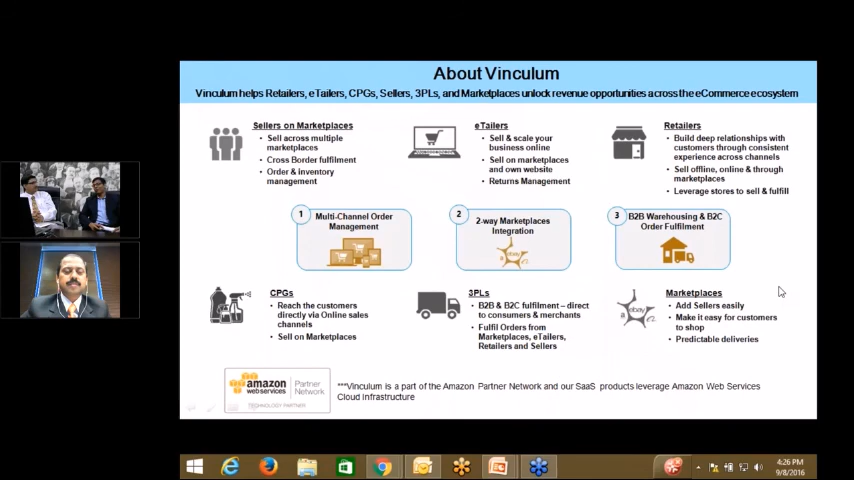 About Vinculum
Vinculum helps Retailers, eTailers, CPGs, Sellers, 3PLs, and Marketplaces unlock revenue opportunities across the eCommerce ecosystem
Sellers on Marketplaces
• Sell across multiple
marketplaces
• Cross Border fulfilment
• Order & inventory
management
eTailers
• Sell & scale your
business online
• Sell on marketplaces
and own website
• Returns Management
Retailers
• Build deep relationships with
customers through consistent
experience across channels
• Sell offline, online & through
marketplaces
• Leverage stores to sell & fulfill
1
Multi-Channel Order
Management
2
2-way Marketplaces
Integration
ebay
3
B2B Warehousing & B2C
Order Fulfilment
CPGs
• Reach the customers
directly via Online sales
channels
• Sell on Marketplaces
3PLs
• B2B & B2C fulfilment – direct
to consumers & merchants
• Fulfil Orders from
Marketplaces, eTailers,
Retailers and Sellers
ebay
Marketplaces
• Add Sellers easily
• Make it easy for customers
to shop
• Predictable deliveries
amazon
webservices
Partner
Network
TECHNOLOGY PARTNER
***Vinculum is a part of the Amazon Partner Network and our SaaS products leverage Amazon Web Services
Cloud Infrastructure
4:26 PM
9/8/2016